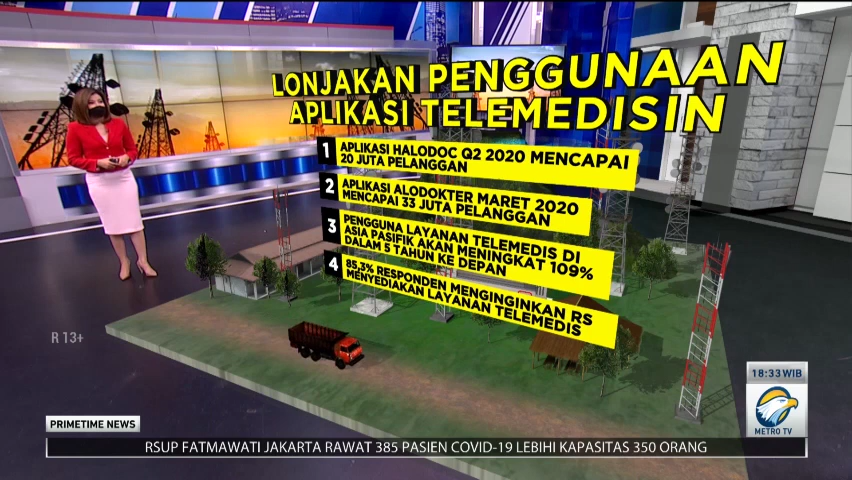 LONJAKAN PENGGUNAAN
APLIKASI TELEMEDISIN
1 APLIKASI HALODOC Q2 2020 MENCAPAI
20 JUTA PELANGGAN
2 APLIKASI ALODOKTER MARET 2020
MENCAPAI 33 JUTA PELANGGAN
3 PENGGUNA LAYANAN TELEMEDIS DI
ASIA PASIFIK AKAN MENINGKAT 109%
DALAM 5 TAHUN KE DEPAN
4 85,3% RESPONDEN MENGINGINKAN RS
MENYEDIAKAN LAYANAN TELEMEDIS
R 13+
18:33 WIB
METRO TV
PRIMETIME NEWS
RSUP FATMAWATI JAKARTA RAWAT 385 PASIEN COVID-19 LEBIHI KAPASITAS 350 ORANG